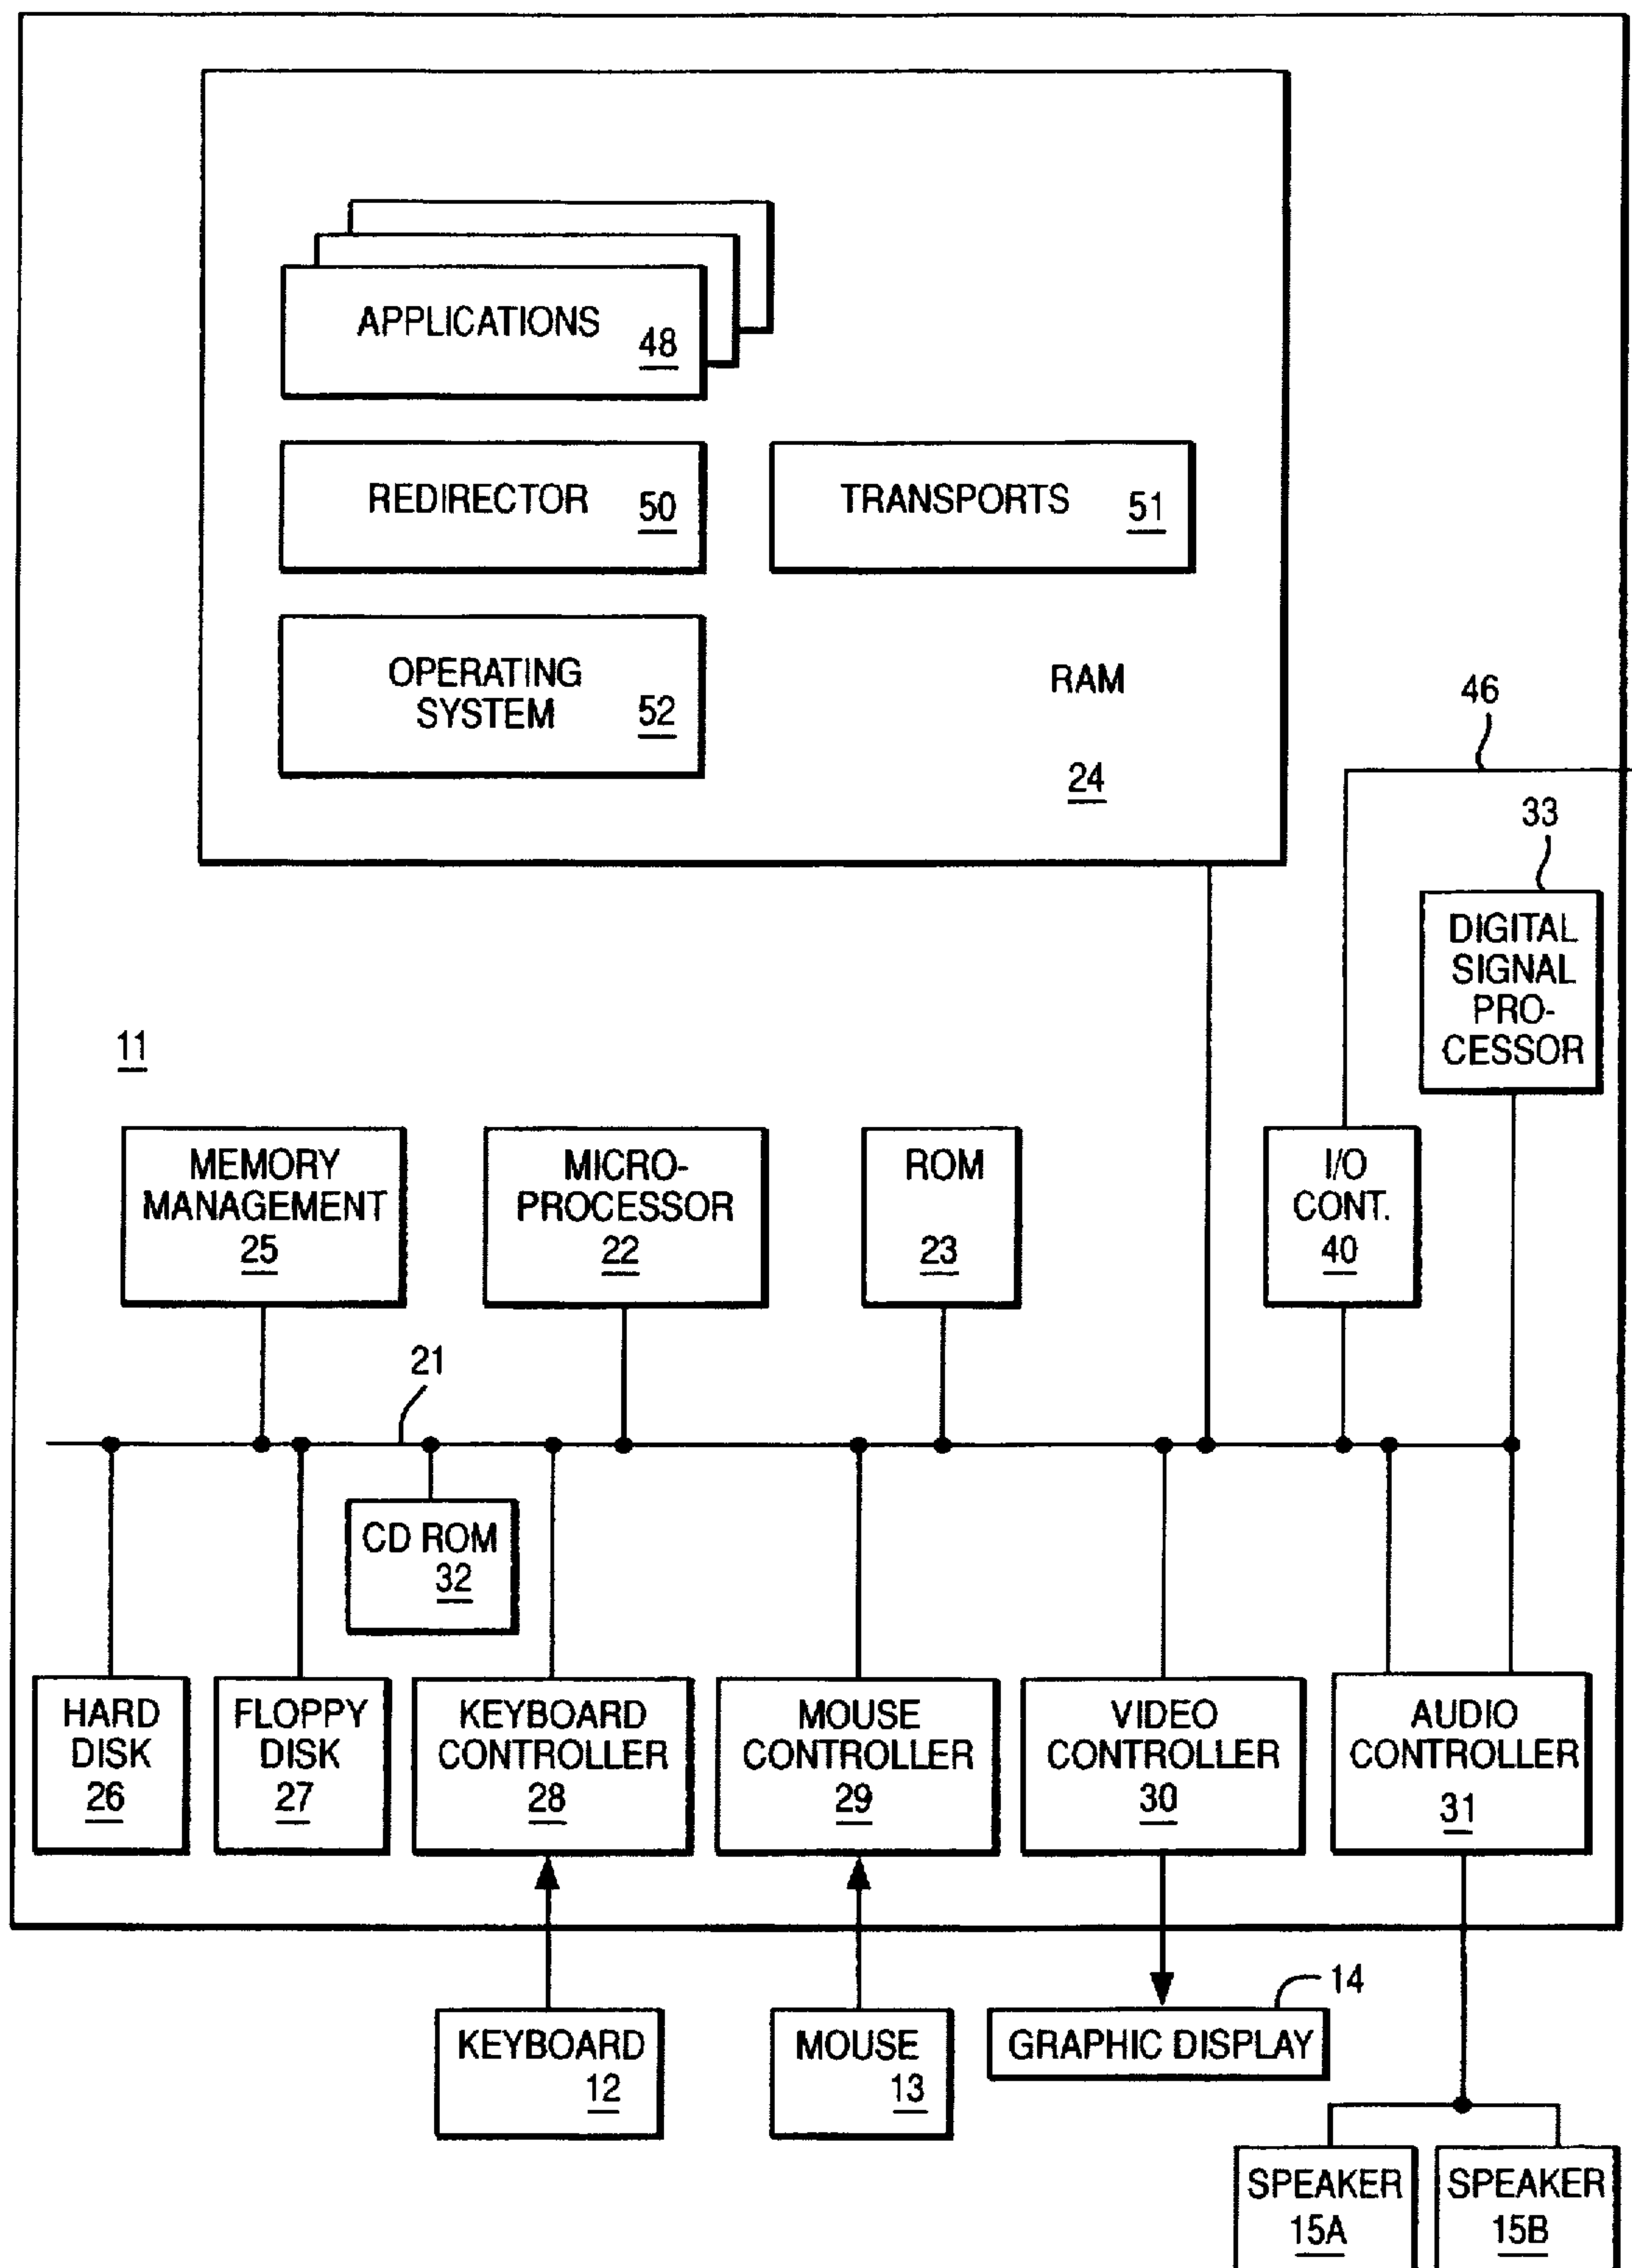 APPLICATIONS
48
REDIRECTOR
50
TRANSPORTS
51
OPERATING
SYSTEM
52
RAM
24
46
33
DIGITAL
SIGNAL
PRO-
CESSOR
11
MEMORY
MANAGEMENT
25
MICRO-
PROCESSOR
22
ROM
23
I/O
CONT.
40
21
CD ROM
32
HARD
DISK
26
FLOPPY
DISK
27
KEYBOARD
CONTROLLER
28
MOUSE
CONTROLLER
29
VIDEO
CONTROLLER
30
AUDIO
CONTROLLER
31
KEYBOARD
12
MOUSE
13
14
GRAPHIC DISPLAY
SPEAKER
15A
SPEAKER
15B